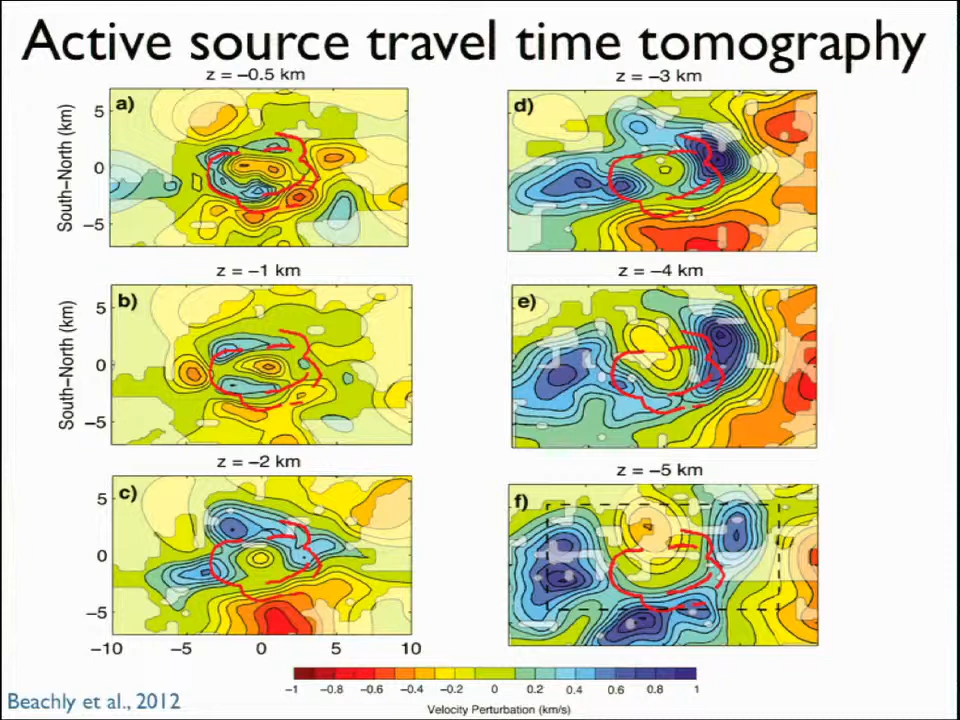 Active source travel time tomography
z = −0.5 km
z = −3 km
a)
d)
South−North (km)
5
0
−5
z = −1 km
z = −4 km
b)
e)
South−North (km)
5
0
−5
z = −2 km
z = −5 km
c)
f)
5
0
−5
−10 −5 0 5 10
−1 −0.8 −0.6 −0.4 −0.2 0 0.2 0.4 0.6 0.8 1
Velocity Perturbation (km/s)
Beachly et al., 2012